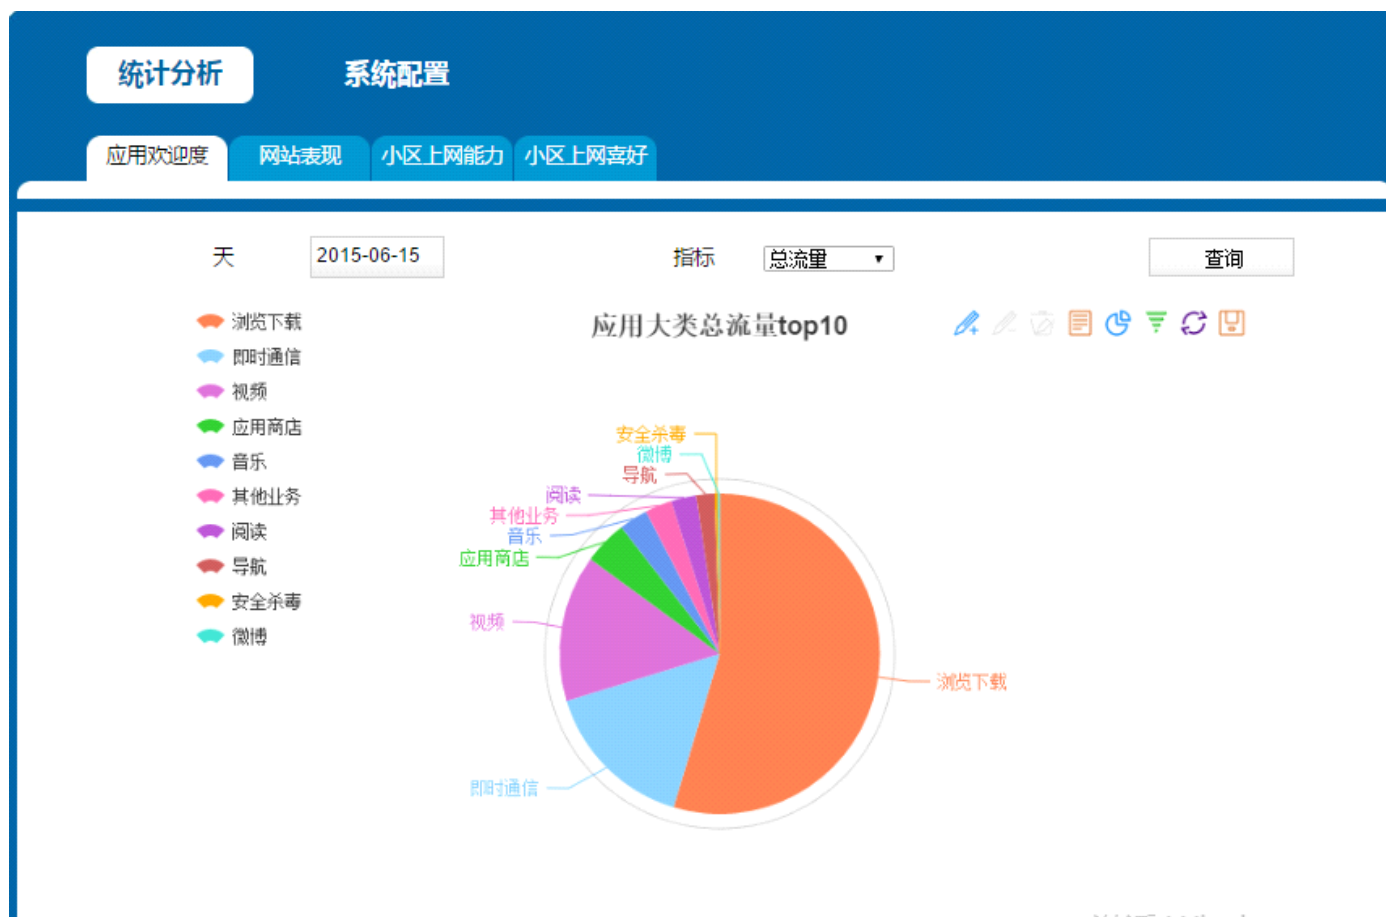 统计分析 系统配置
应用欢迎度 网站表现 小区上网能力 小区上网喜好
天 2015-06-15 指标 总流量 查询
应用大类总流量top10
浏览下载
即时通信
视频
应用商店
音乐
其他业务
阅读
导航
安全杀毒
微博
安全杀毒
微博
导航
阅读
其他业务
音乐
应用商店
视频
浏览下载
即时通信